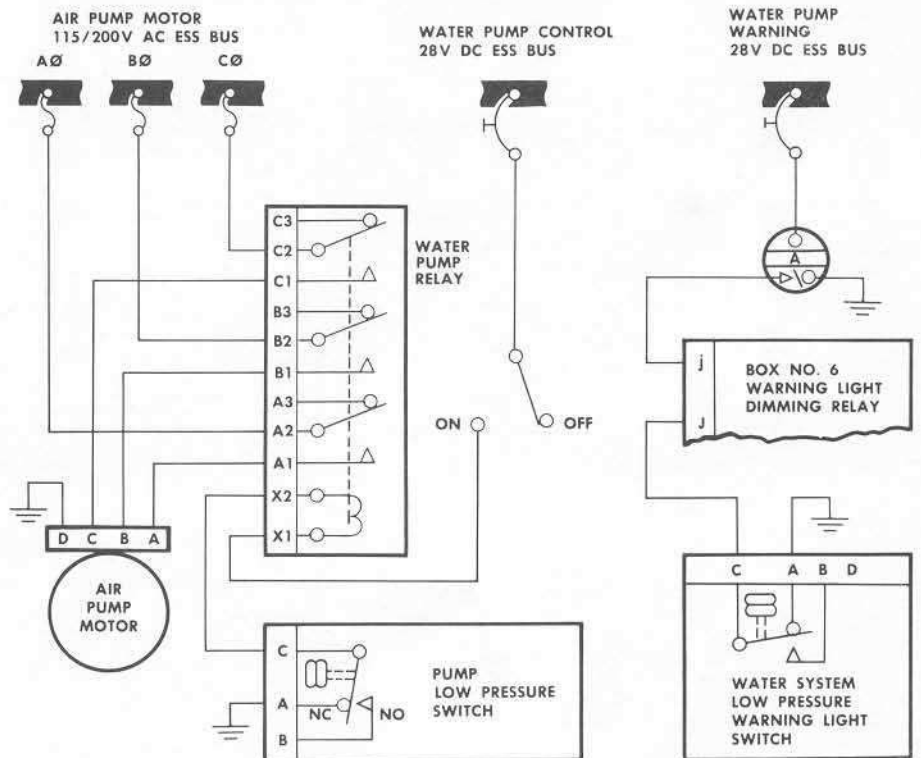 AIR PUMP MOTOR
115/200V AC ESS BUS
AØ BØ CØ
WATER PUMP CONTROL
28V DC ESS BUS
WATER PUMP
WARNING
28V DC ESS BUS
C3
C2
C1
B3
B2
B1
A3
A2
A1
X2
X1
WATER
PUMP
RELAY
ON
OFF
A
j
J
BOX NO. 6
WARNING LIGHT
DIMMING RELAY
D C B A
AIR
PUMP
MOTOR
C
A
B
NC
NO
PUMP
LOW PRESSURE
SWITCH
C A B D
WATER SYSTEM
LOW PRESSURE
WARNING LIGHT
SWITCH